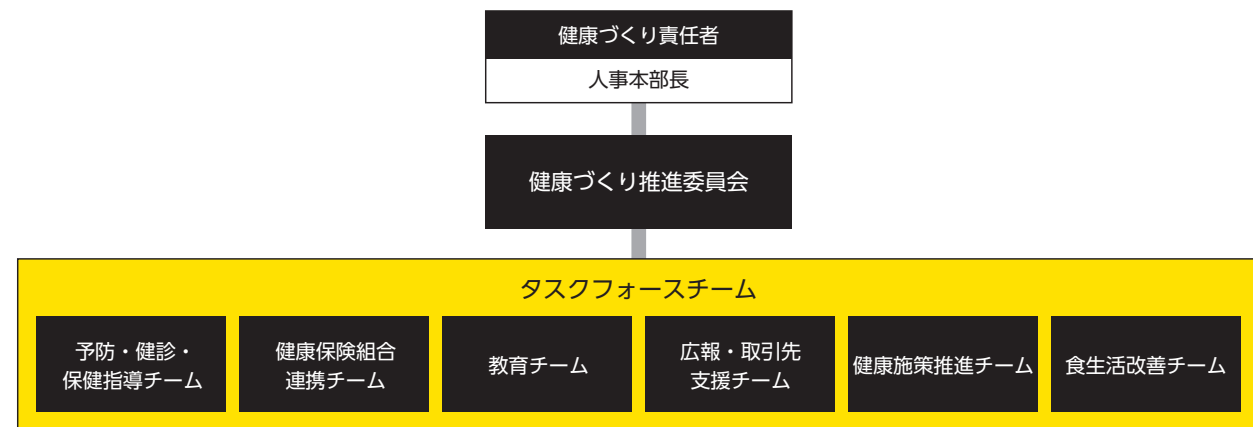 健康づくり責任者
人事本部長
健康づくり推進委員会
タスクフォースチーム
予防・健診・
保健指導チーム
健康保険組合
連携チーム
教育チーム
広報・取引先
支援チーム
健康施策推進チーム
食生活改善チーム